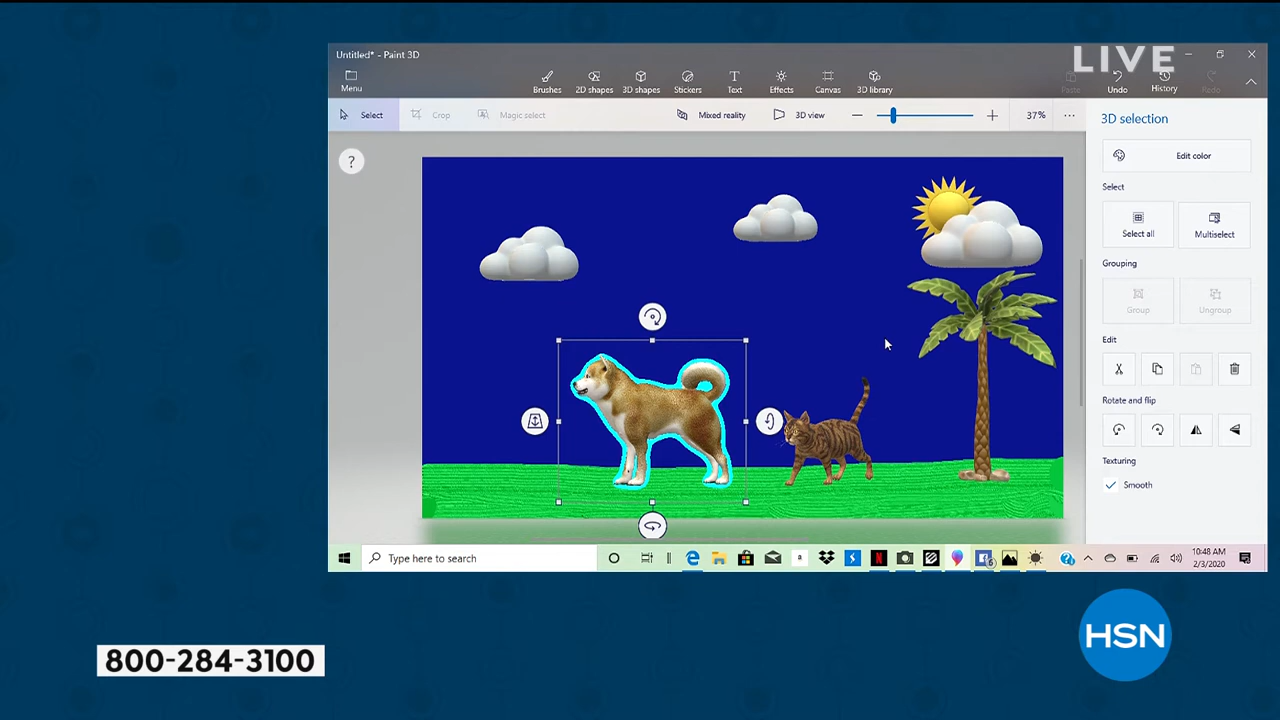 Untitled* - Paint 3D
LIVE
Menu
Brushes 2D shapes 3D shapes Stickers Text Effects Canvas 3D library Paste Undo History Redo
Select Crop Magic select Mixed reality 3D view 37%
3D selection
?
Edit color
Select
Select all Multiselect
Grouping
Group Ungroup
Edit
Rotate and flip
Texturing
Smooth
Type here to search
10:48 AM
2/3/2020
HSN
800-284-3100